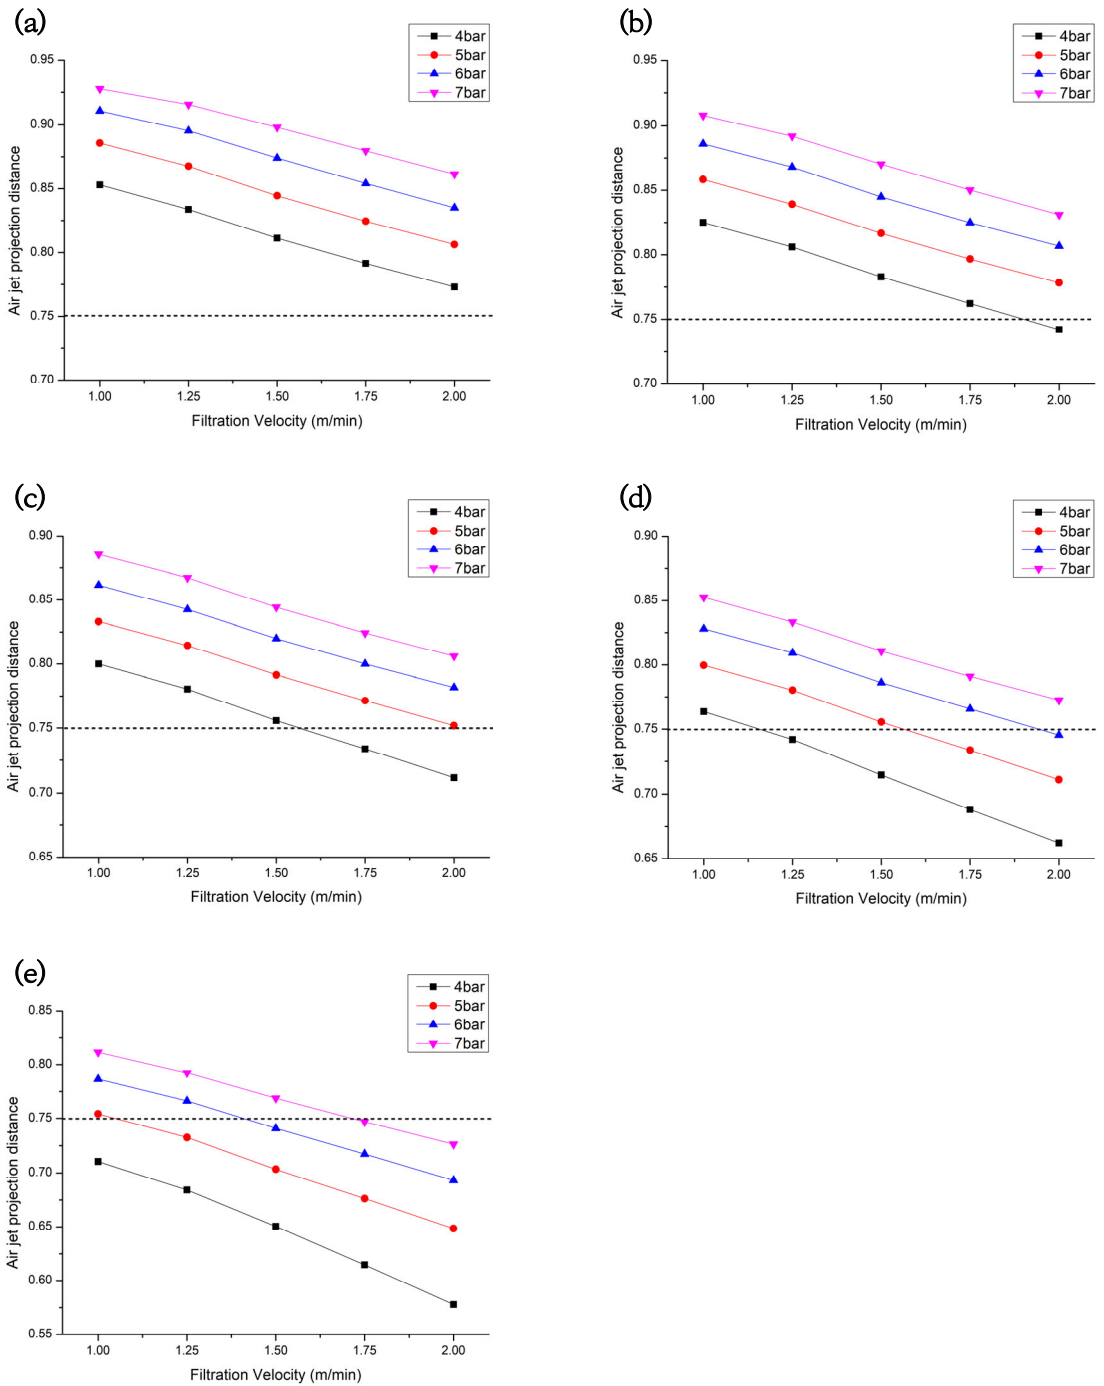 (a)
4bar
5bar
6bar
7bar
0.95
0.90
0.85
0.80
0.75
0.70
Air jet projection distance
1.00 1.25 1.50 1.75 2.00
Filtration Velocity (m/min)
(b)
4bar
5bar
6bar
7bar
0.95
0.90
0.85
0.80
0.75
0.70
Air jet projection distance
1.00 1.25 1.50 1.75 2.00
Filtration Velocity (m/min)
(c)
4bar
5bar
6bar
7bar
0.90
0.85
0.80
0.75
0.70
0.65
Air jet projection distance
1.00 1.25 1.50 1.75 2.00
Filtration Velocity (m/min)
(d)
4bar
5bar
6bar
7bar
0.90
0.85
0.80
0.75
0.70
0.65
Air jet projection distance
1.00 1.25 1.50 1.75 2.00
Filtration Velocity (m/min)
(e)
4bar
5bar
6bar
7bar
0.85
0.80
0.75
0.70
0.65
0.60
0.55
Air jet projection distance
1.00 1.25 1.50 1.75 2.00
Filtration Velocity (m/min)